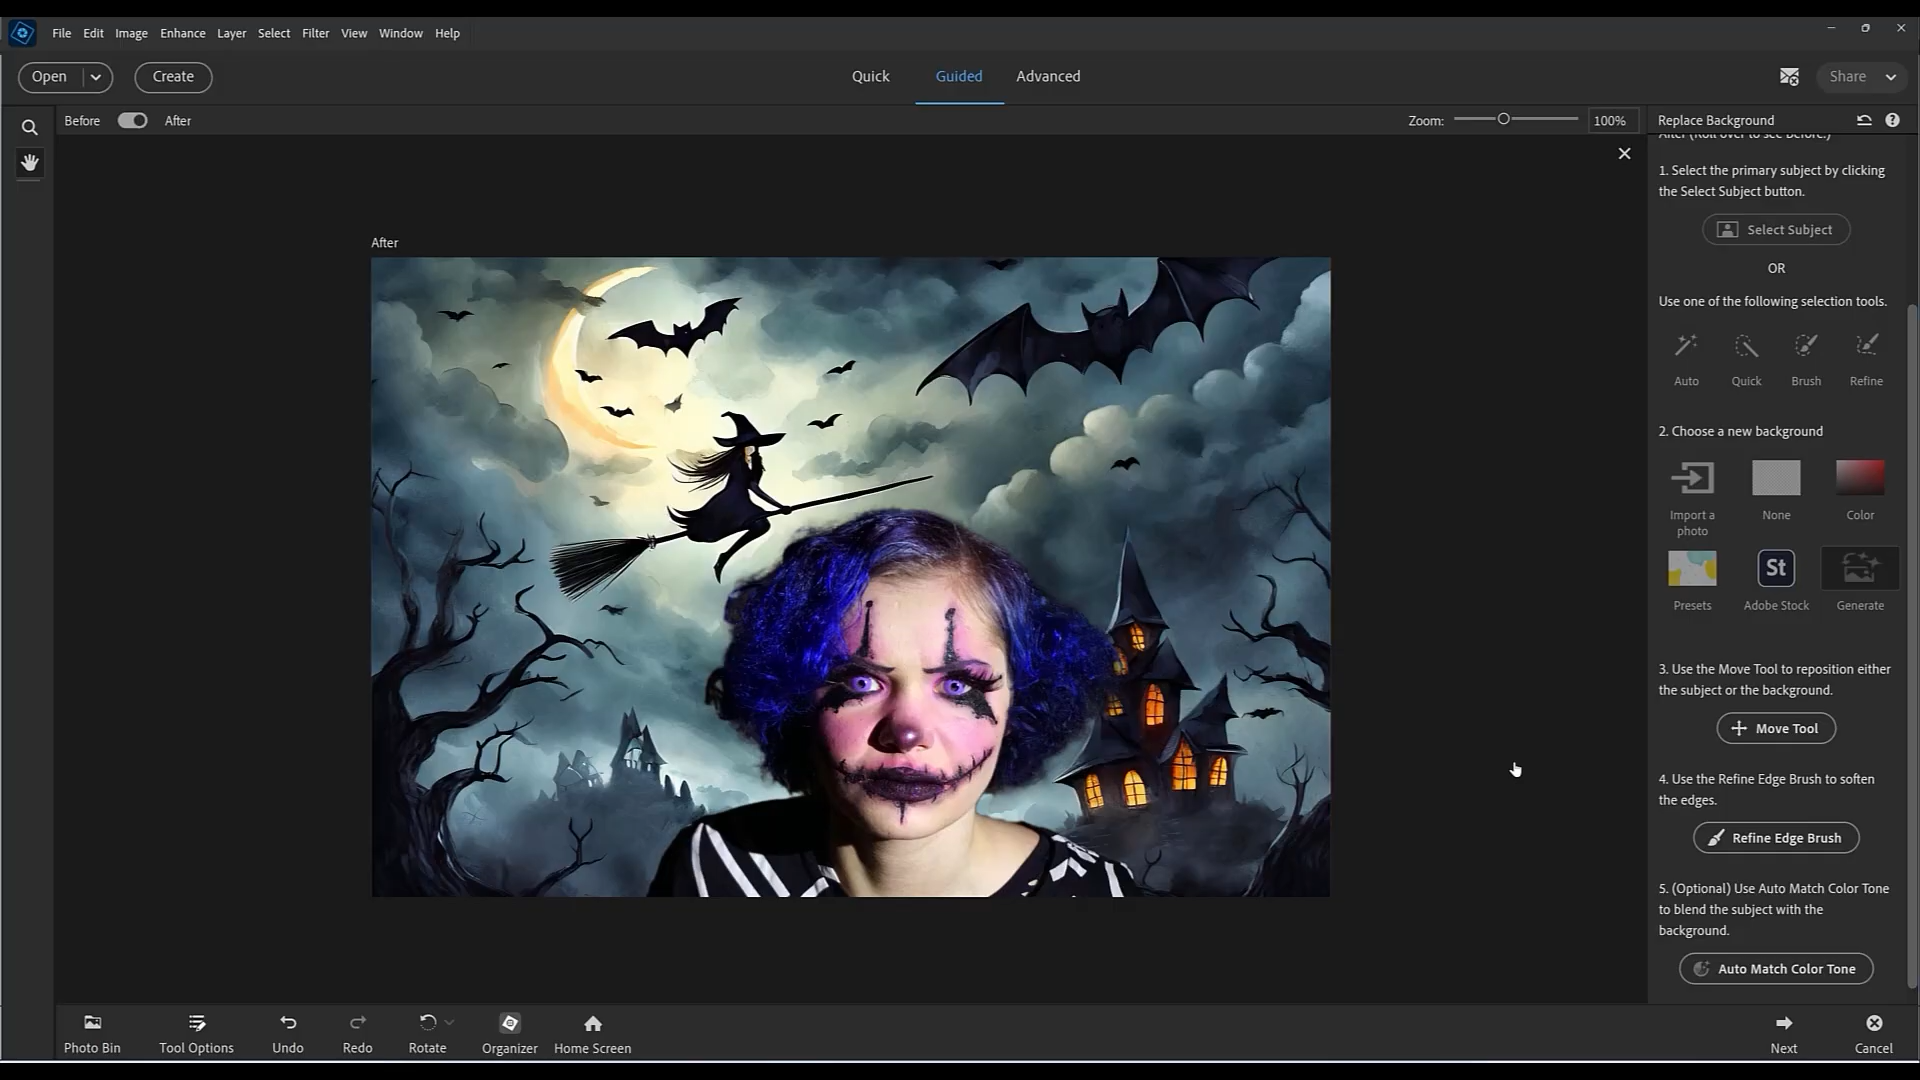 File Edit Image Enhance Layer Select Filter View Window Help
Open Create Quick Guided Advanced Share
Before After Zoom: 100% Replace Background
After (Roll over to see Before.)
1. Select the primary subject by clicking
the Select Subject button.
Select Subject
OR
After
Use one of the following selection tools.
Auto Quick Brush Refine
2. Choose a new background
Import a
photo
None
Color
St
Presets Adobe Stock Generate
3. Use the Move Tool to reposition either
the subject or the background.
Move Tool
4. Use the Refine Edge Brush to soften
the edges.
Refine Edge Brush
5. (Optional) Use Auto Match Color Tone
to blend the subject with the
background.
Auto Match Color Tone
Photo Bin Tool Options Undo Redo Rotate Organizer Home Screen Next Cancel